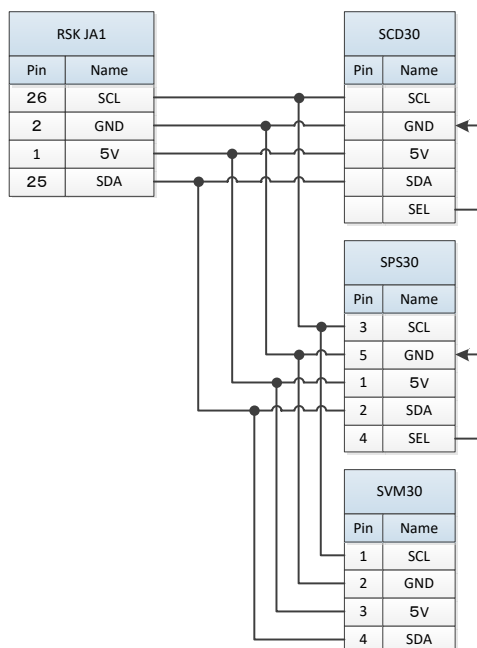 RSK JA1
Pin Name
26 SCL
2 GND
1 5V
25 SDA
SCD30
Pin Name
SCL
GND
5V
SDA
SEL
SPS30
Pin Name
3 SCL
5 GND
1 5V
2 SDA
4 SEL
SVM30
Pin Name
1 SCL
2 GND
3 5V
4 SDA